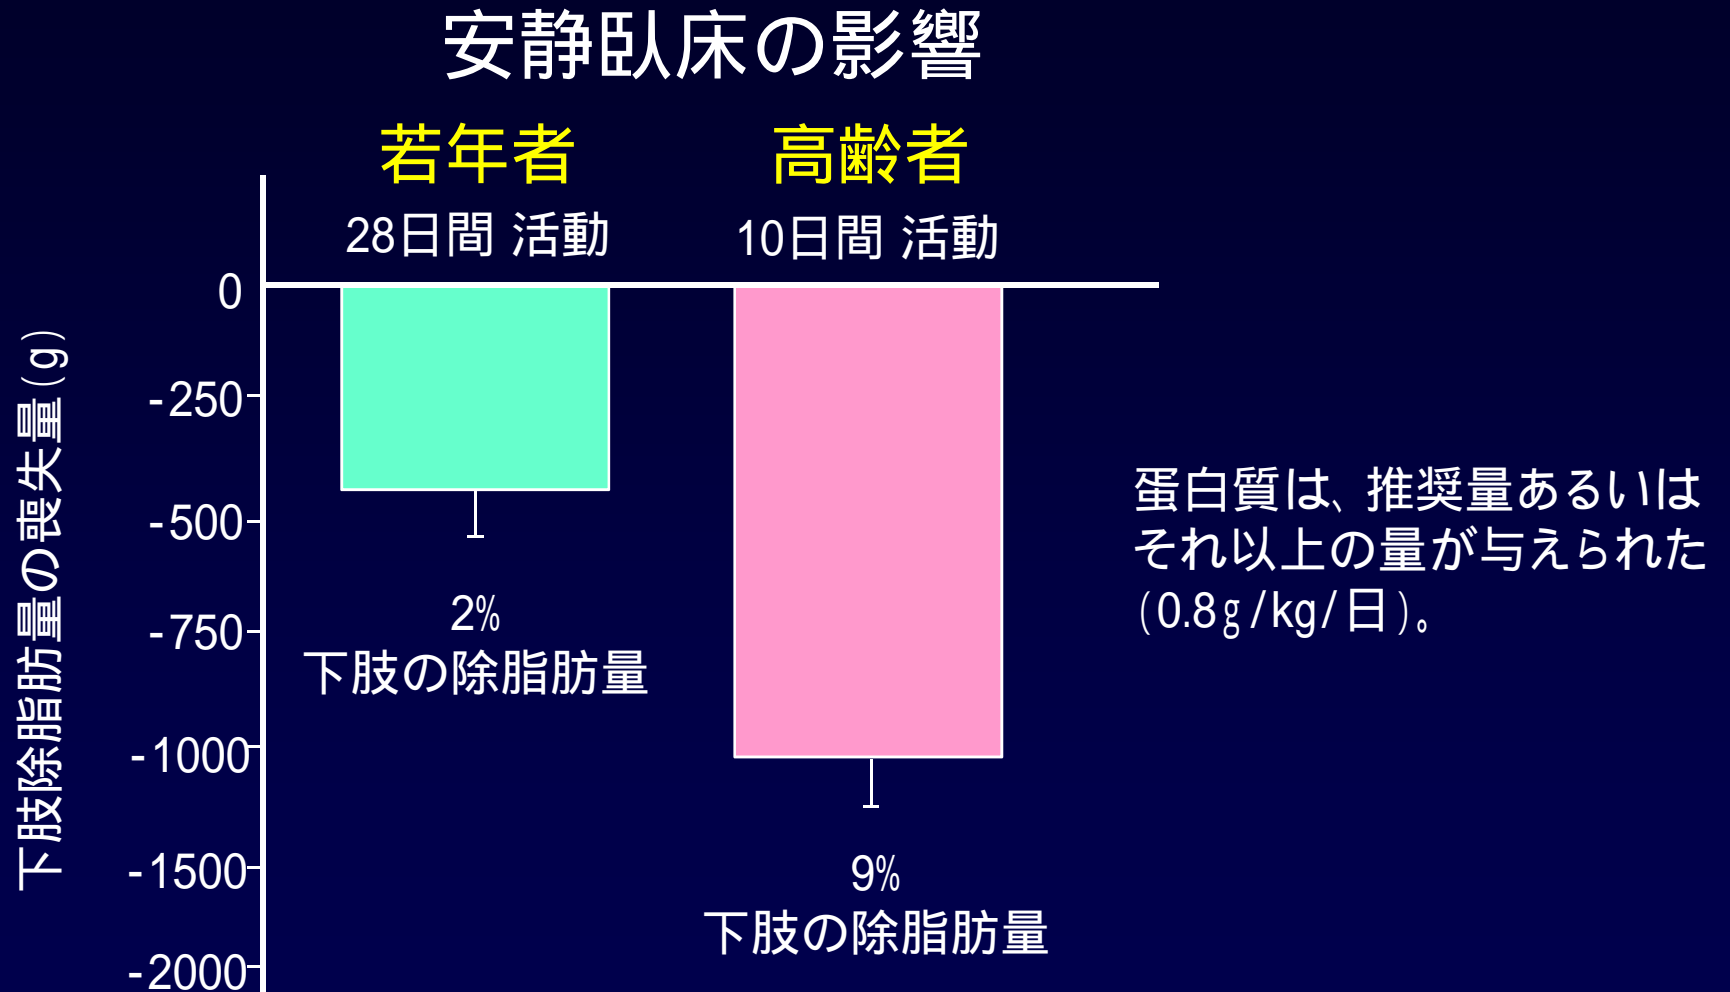 安静臥床の影響
若年者
高齢者
28日間 活動
10日間 活動
下肢除脂肪量の喪失量(g)
0
-250
-500
-750
-1000
-1500
-2000
2%
下肢の除脂肪量
9%
下肢の除脂肪量
蛋白質は、推奨量あるいは
それ以上の量が与えられた
(0.8g/kg/日)。